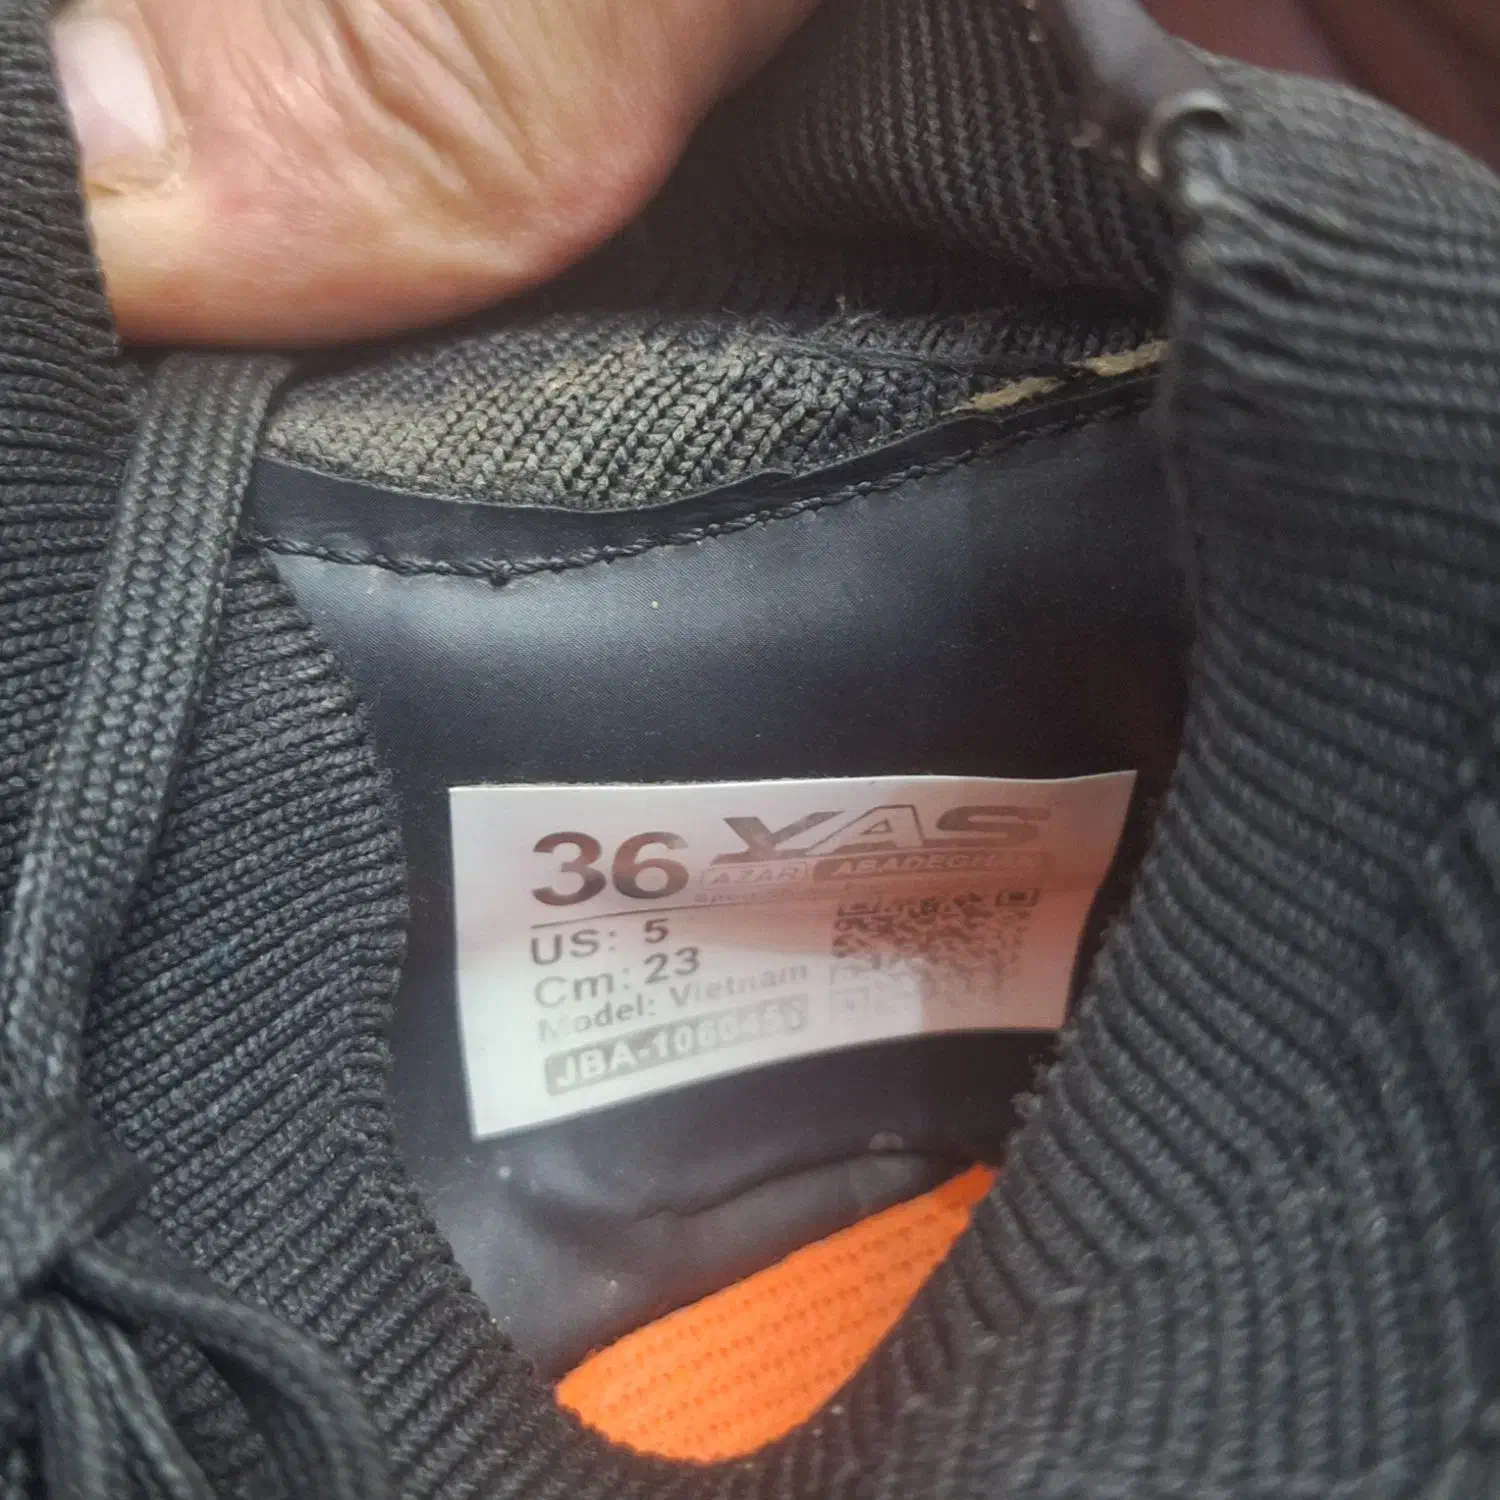 36 YAS
AZAR ABADEGHAN
US: 5
Cm: 23
Model: Vietnam